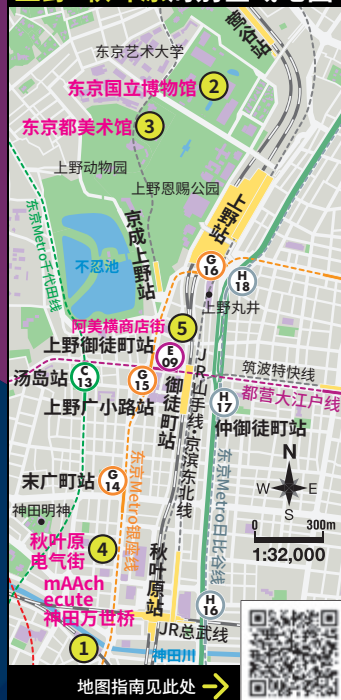 莺谷站
东京艺术大学
东京国立博物馆
2
东京都美术馆
3
上野动物园
上野恩赐公园
上野站
东京Metro千代田线
京成上野站
不忍池
G
16
H
18
上野丸井
阿美横商店街
5
上野御徒町站
E
09
汤岛站
C
13
G
15
上野广小路站
御徒町站
JR山手线·京滨东北线
筑波特快线
都营大江户线
H
17
仲御徒町站
末广町站
G
14
神田明神
东京Metro银座线
东京Metro日比谷线
N
W
E
S
0
300m
1:32,000
秋叶原
电气街
4
mAAch
ecute
神田万世桥
1
秋叶原站
H
16
JR总武线
神田川
地图指南见此处